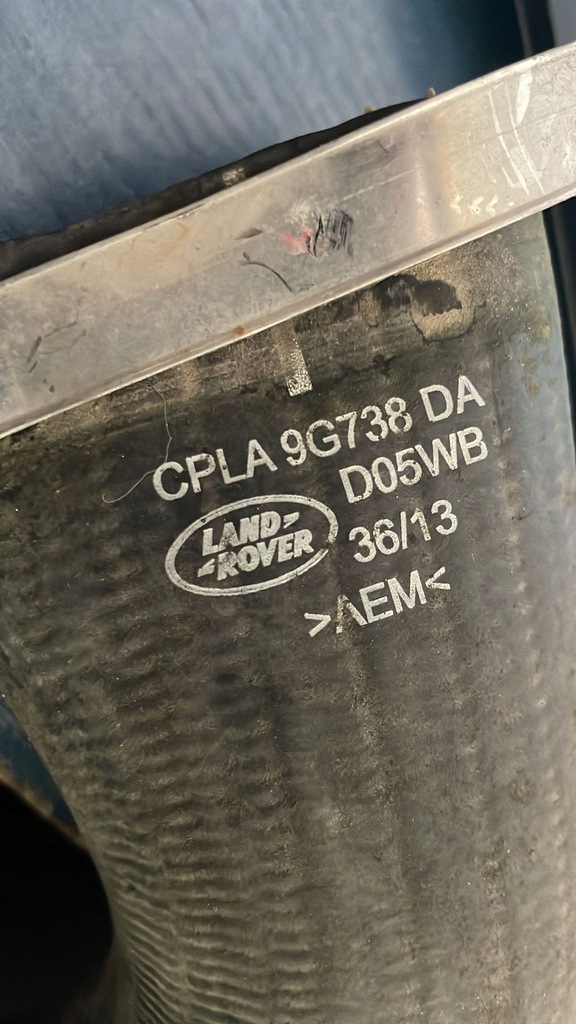 CPLA 9G738 DA
D05WB
LAND-
-ROVER
36/13
>AEM<